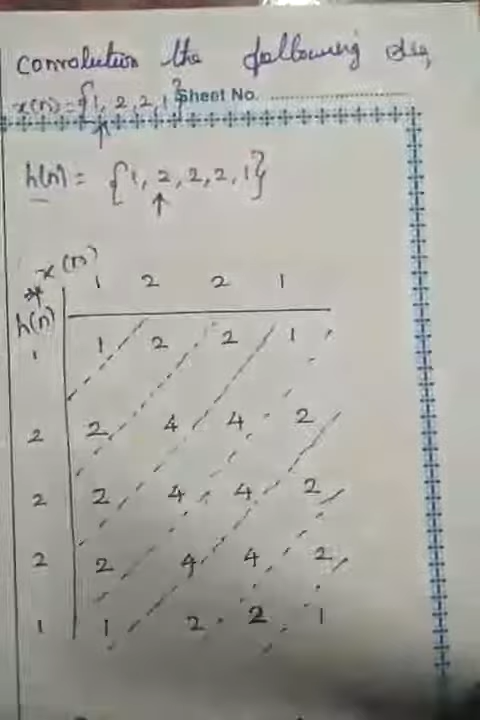 convolution the following
x(n) = {1, 2, 2, 1} Sheet No. ........................
↑
h(n) = {1, 2, 2, 2, 1}
↑
x(n)
* 1 2 2 1
h(n)
1 1 2 2 1
2 2 4 4 2
2 2 4 4 2
2 2 4 4 2
1 1 2 2 1